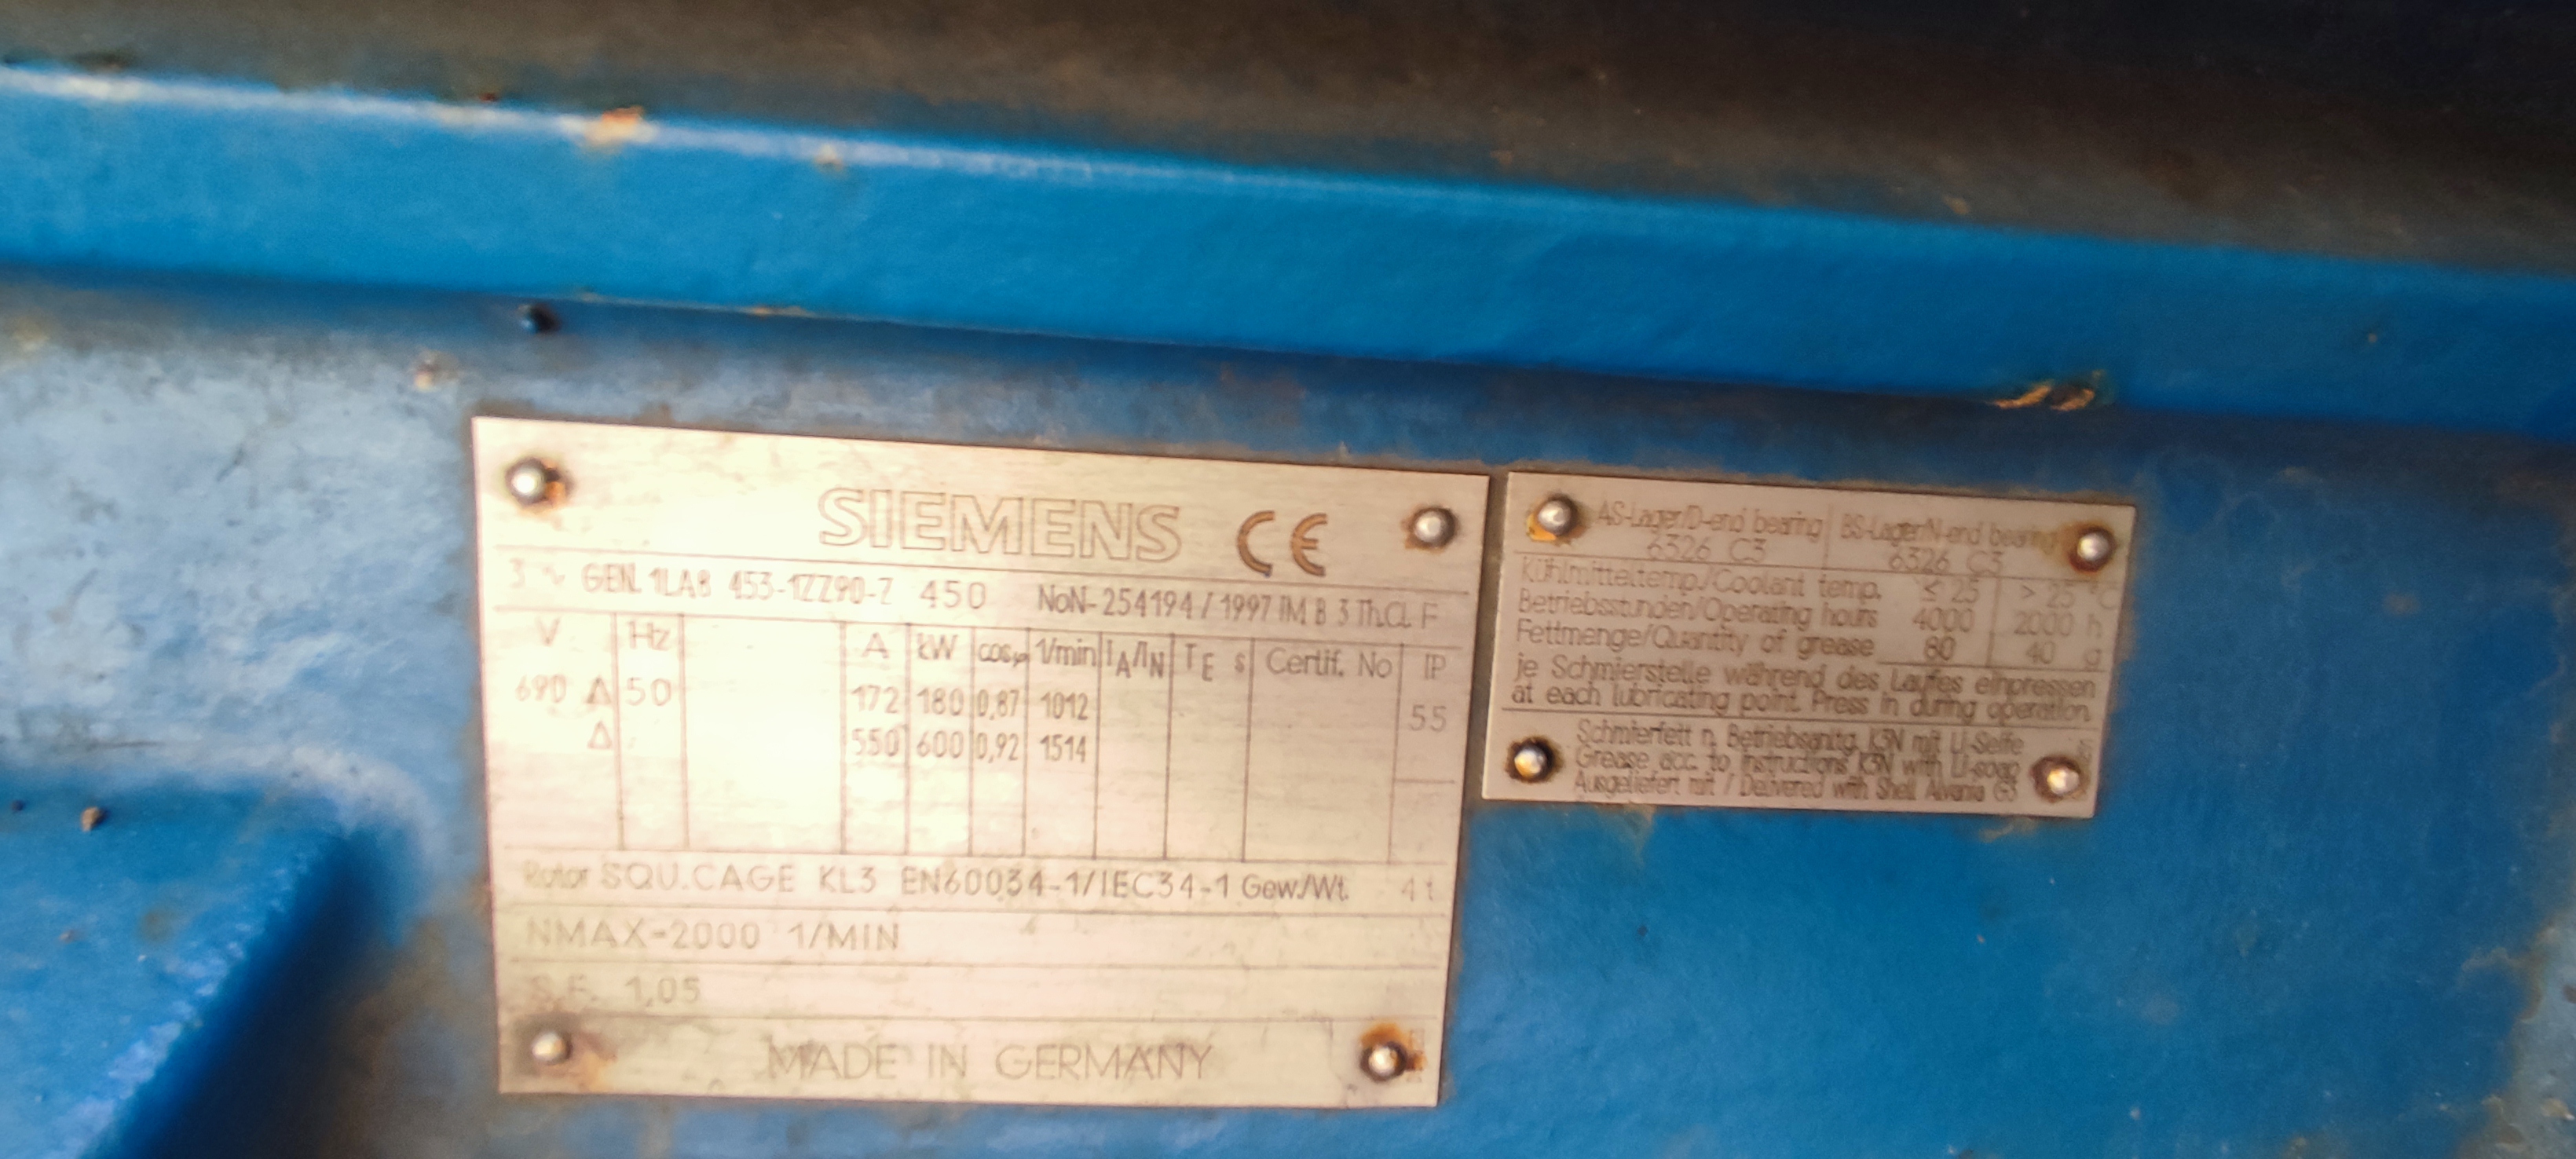 SIEMENS CE
3 ~ GEN. 1LA8 453-1ZZ90-Z 450 NoN-254194 / 1997 IM B 3 Th.Cl. F
V Hz A kW cosφ 1/min IA/IN TE s Certif. No IP
690 Δ 50 172 180 0,87 1012 55
Δ 550 600 0,92 1514
Rotor SQU.CAGE KL3 EN60034-1/IEC34-1 Gew./Wt. 4 t
NMAX-2000 1/MIN
S.F. 1,05
MADE IN GERMANY
AS-Lager/D-end bearing BS-Lager/N-end bearing
6326 C3 6326 C3
Kühlmitteltemp./Coolant temp. ≤ 25 > 25 °C
Betriebsstunden/Operating hours 4000 2000 h
Fettmenge/Quantity of grease 80 40 g
je Schmierstelle während des Laufes einpressen
at each lubricating point. Press in during operation.
Schmierfett n. Betriebsanltg. K3N mit Li-Seife
Grease acc. to instructions K3N with Li-soap
Ausgeliefert mit / Delivered with Shell Alvania G3